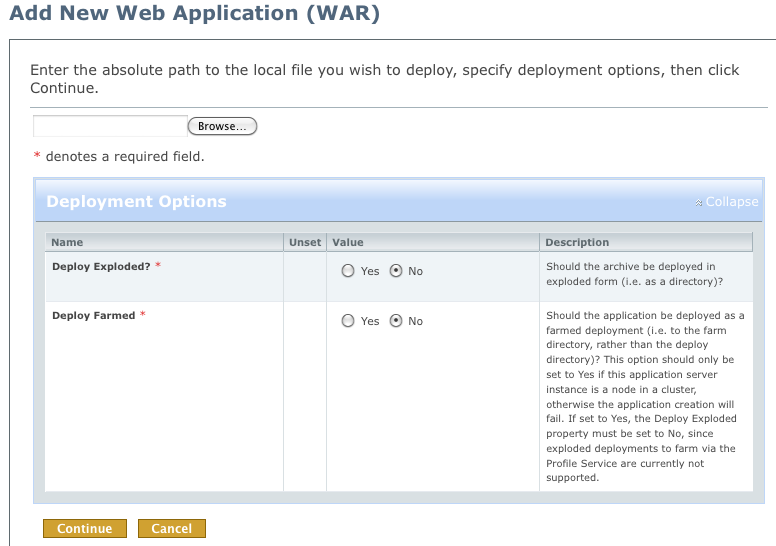 Add New Web Application (WAR)
Enter the absolute path to the local file you wish to deploy, specify deployment options, then click
Continue.
Browse...
* denotes a required field.
Deployment Options
Collapse
Name Unset Value Description
Deploy Exploded? * Yes No Should the archive be deployed in
exploded form (i.e. as a directory)?
Deploy Farmed * Yes No Should the application be deployed as a
farmed deployment (i.e. to the farm
directory, rather than the deploy
directory)? This option should only be
set to Yes if this application server
instance is a node in a cluster,
otherwise the application creation will
fail. If set to Yes, the Deploy Exploded
property must be set to No, since
exploded deployments to farm via the
Profile Service are currently not
supported.
Continue Cancel